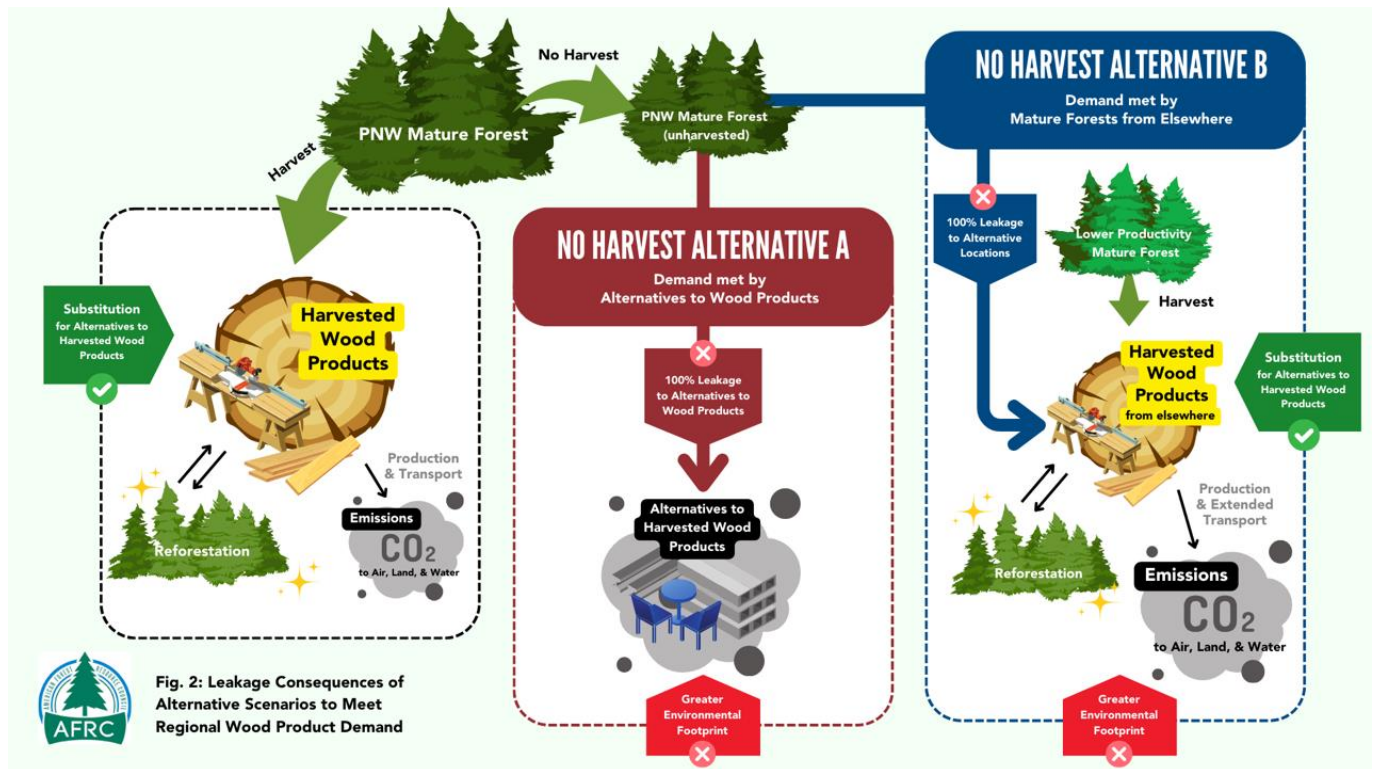 No Harvest
PNW Mature Forest
Harvest
PNW Mature Forest
(unharvested)
Substitution
for Alternatives to
Harvested Wood
Products
Harvested
Wood
Products
Production
& Transport
Reforestation
Emissions
CO₂
to Air, Land, & Water
NO HARVEST ALTERNATIVE A
Demand met by
Alternatives to Wood Products
100% Leakage
to Alternatives to
Wood Products
Alternatives to
Harvested Wood
Products
Greater
Environmental
Footprint
NO HARVEST ALTERNATIVE B
Demand met by
Mature Forests from Elsewhere
100% Leakage
to Alternative
Locations
Lower Productivity
Mature Forest
Harvest
Harvested
Wood
Products
from elsewhere
Substitution
for Alternatives to
Harvested Wood
Products
Production
& Extended
Transport
Reforestation
Emissions
CO₂
to Air, Land, & Water
Greater
Environmental
Footprint
AMERICAN FOREST RESOURCE COUNCIL
AFRC
Fig. 2: Leakage Consequences of
Alternative Scenarios to Meet
Regional Wood Product Demand